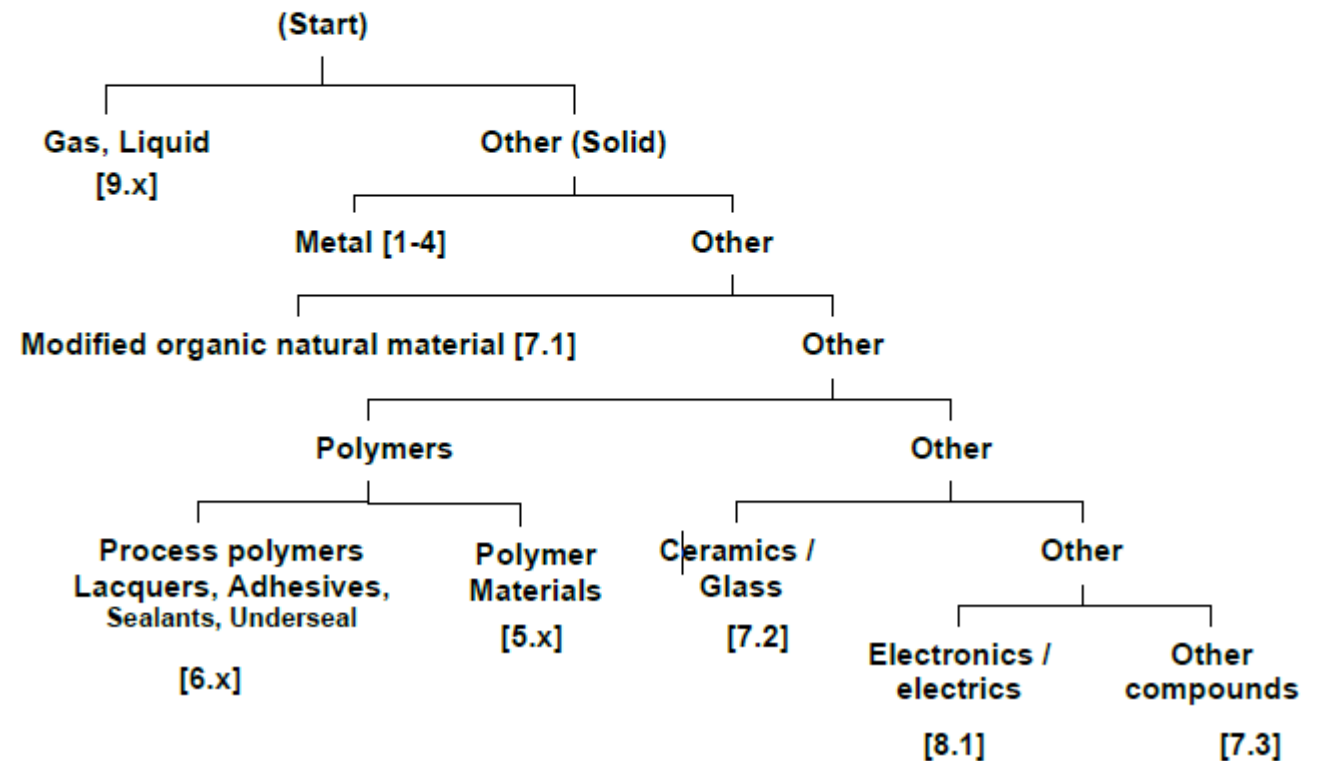 (Start)
Gas, Liquid
[9.x]
Other (Solid)
Metal [1-4]
Other
Modified organic natural material [7.1]
Other
Polymers
Other
Process polymers
Lacquers, Adhesives,
Sealants, Underseal
[6.x]
Polymer
Materials
[5.x]
Ceramics /
Glass
[7.2]
Other
Electronics /
electrics
[8.1]
Other
compounds
[7.3]